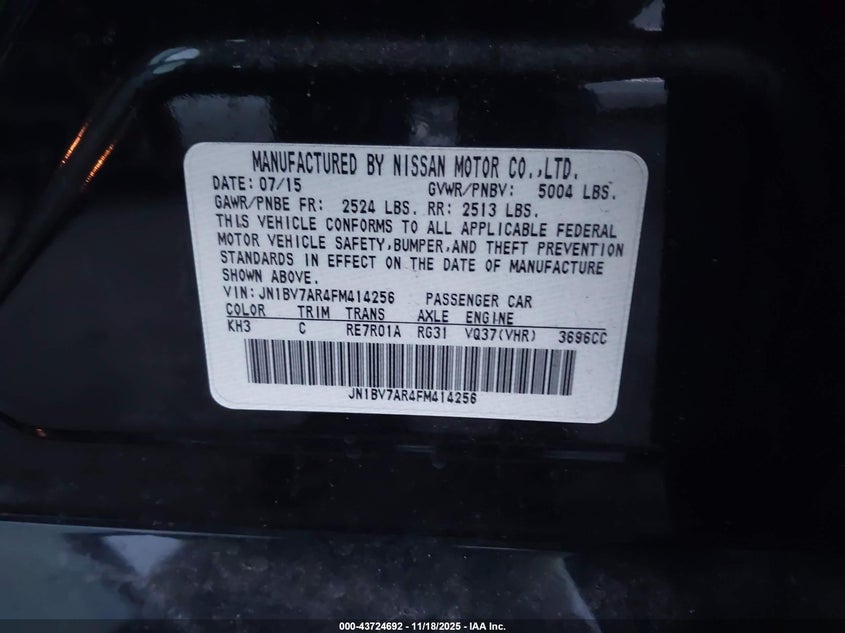 MANUFACTURED BY NISSAN MOTOR CO.,LTD.
DATE: 07/15 GVWR/PNBV: 5004 LBS.
GAWR/PNBE FR: 2524 LBS. RR: 2513 LBS.
THIS VEHICLE CONFORMS TO ALL APPLICABLE FEDERAL
MOTOR VEHICLE SAFETY,BUMPER,AND THEFT PREVENTION
STANDARDS IN EFFECT ON THE DATE OF MANUFACTURE
SHOWN ABOVE.
VIN: JN1BV7AR4FM414256 PASSENGER CAR
COLOR TRIM TRANS AXLE ENGINE
KH3 C RE7R01A RG31 VQ37(VHR) 3696CC
JN1BV7AR4FM414256
000-43724692 - 11/18/2025 - IAA Inc.